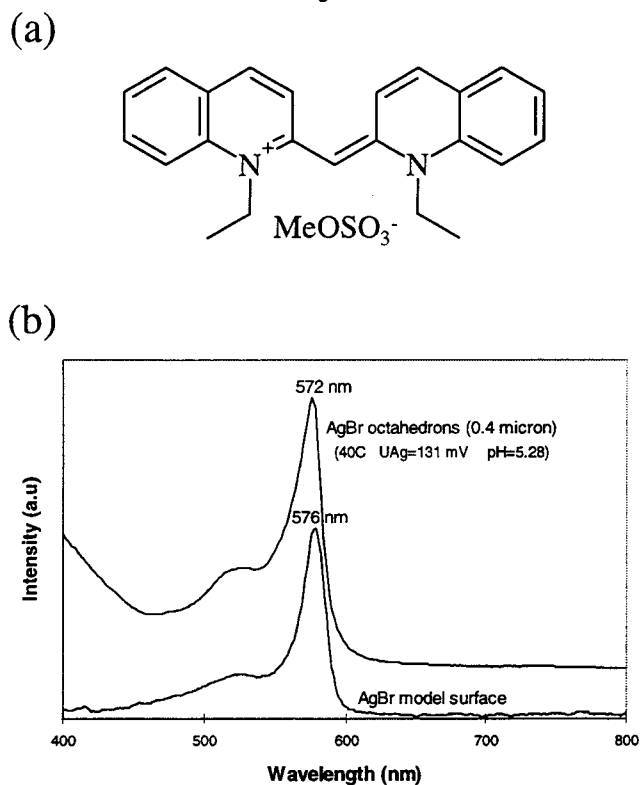 (a)
N+
N
MeOSO3-
(b)
572 nm
AgBr octahedrons (0.4 micron)
(40C UAg=131 mV pH=5.28)
576 nm
AgBr model surface
Intensity (a.u)
400 500 600 700 800
Wavelength (nm)